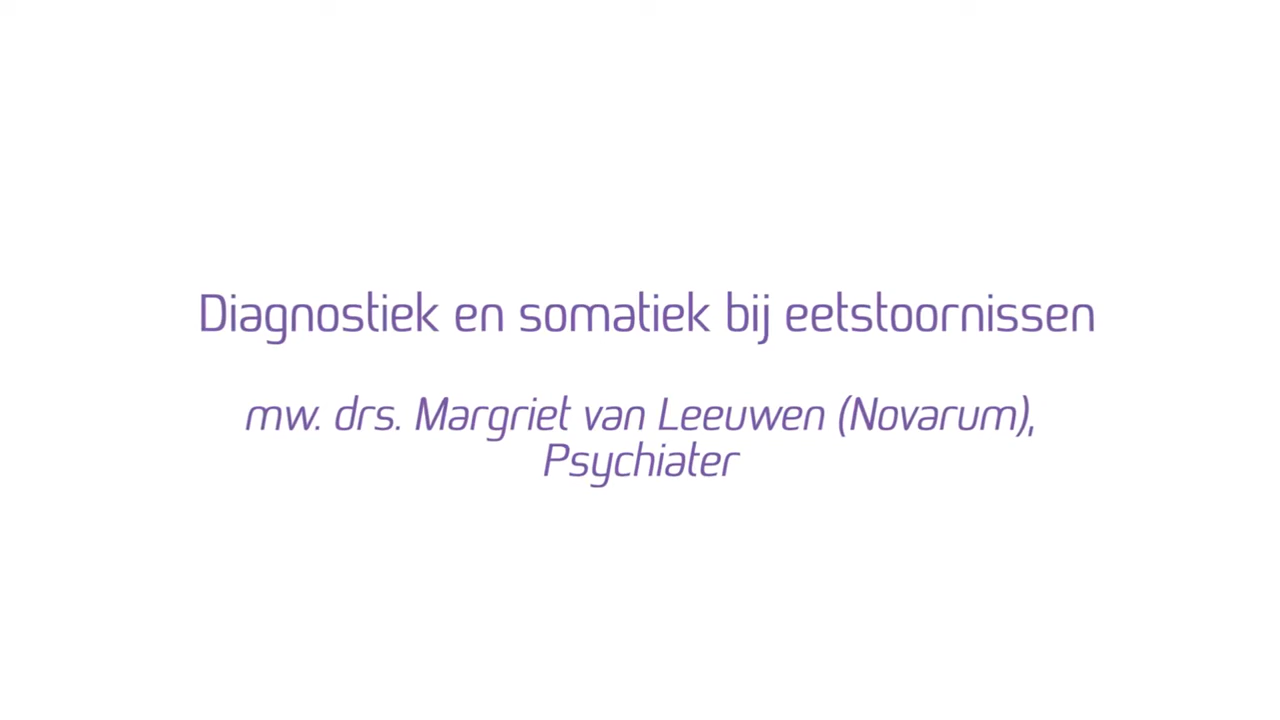 Diagnostiek en somatiek bij eetstoornissen
mw. drs. Margriet van Leeuwen (Novarum),
Psychiater